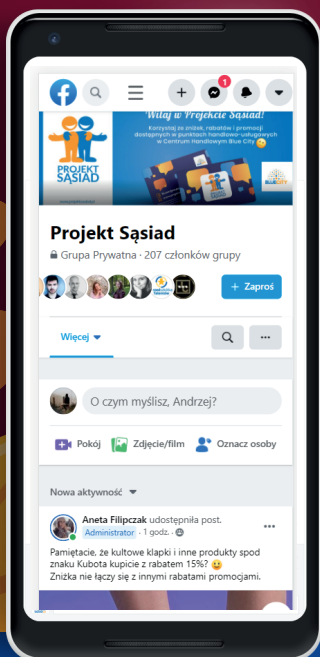 1
Witaj w Projekcie Sąsiad!
Korzystaj ze zniżek, rabatów i promocji
dostępnych w punktach handlowo-usługowych
w Centrum Handlowym Blue City
PROJEKT
SĄSIAD
BLUE CITY
Projekt Sąsiad
Grupa Prywatna · 207 członków grupy
+ Zaproś
Więcej
O czym myślisz, Andrzej?
Pokój
Zdjęcie/film
Oznacz osoby
Nowa aktywność
Aneta Filipczak udostępniła post.
Administrator · 1 godz. ·
Pamiętacie, że kultowe klapki i inne produkty spod
znaku Kubota kupicie z rabatem 15%? 😃
Zniżka nie łączy się z innymi rabatami promocjami.